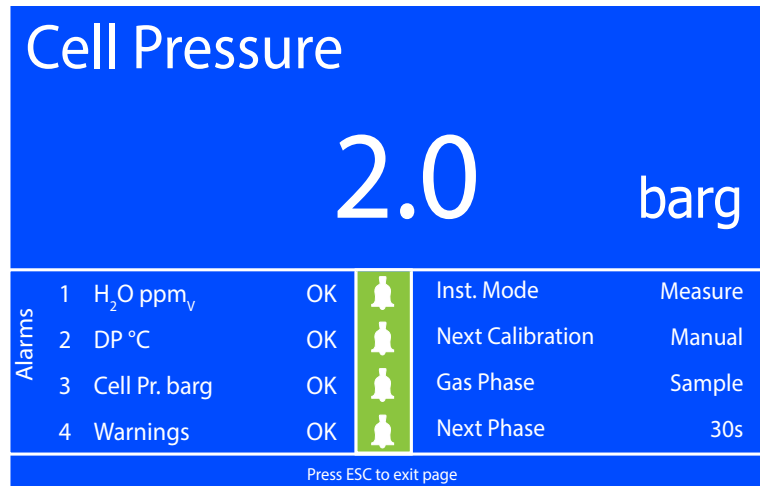 Cell Pressure
2.0 barg
Alarms
1 H₂O ppmᵥ OK
2 DP °C OK
3 Cell Pr. barg OK
4 Warnings OK
Inst. Mode Measure
Next Calibration Manual
Gas Phase Sample
Next Phase 30s
Press ESC to exit page